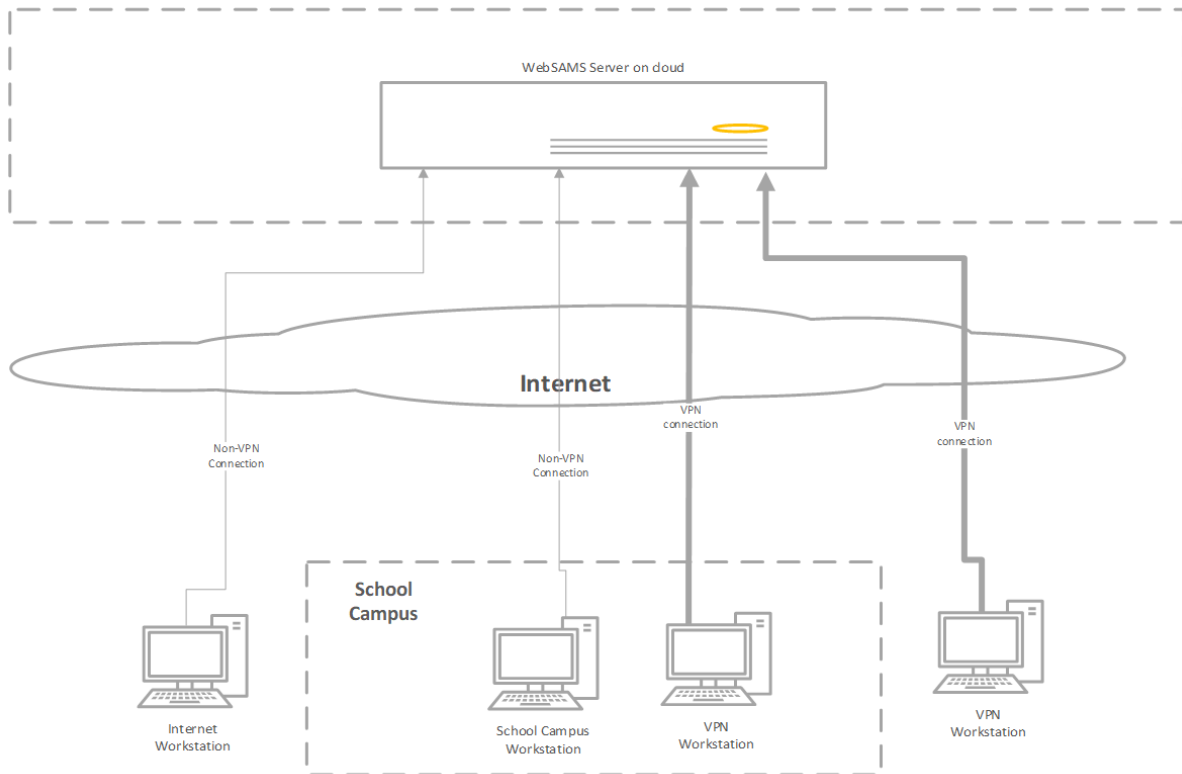 WebSAMS Server on cloud
Internet
VPN
connection
VPN
connection
Non-VPN
Connection
Non-VPN
Connection
School
Campus
Internet
Workstation
School Campus
Workstation
VPN
Workstation
VPN
Workstation